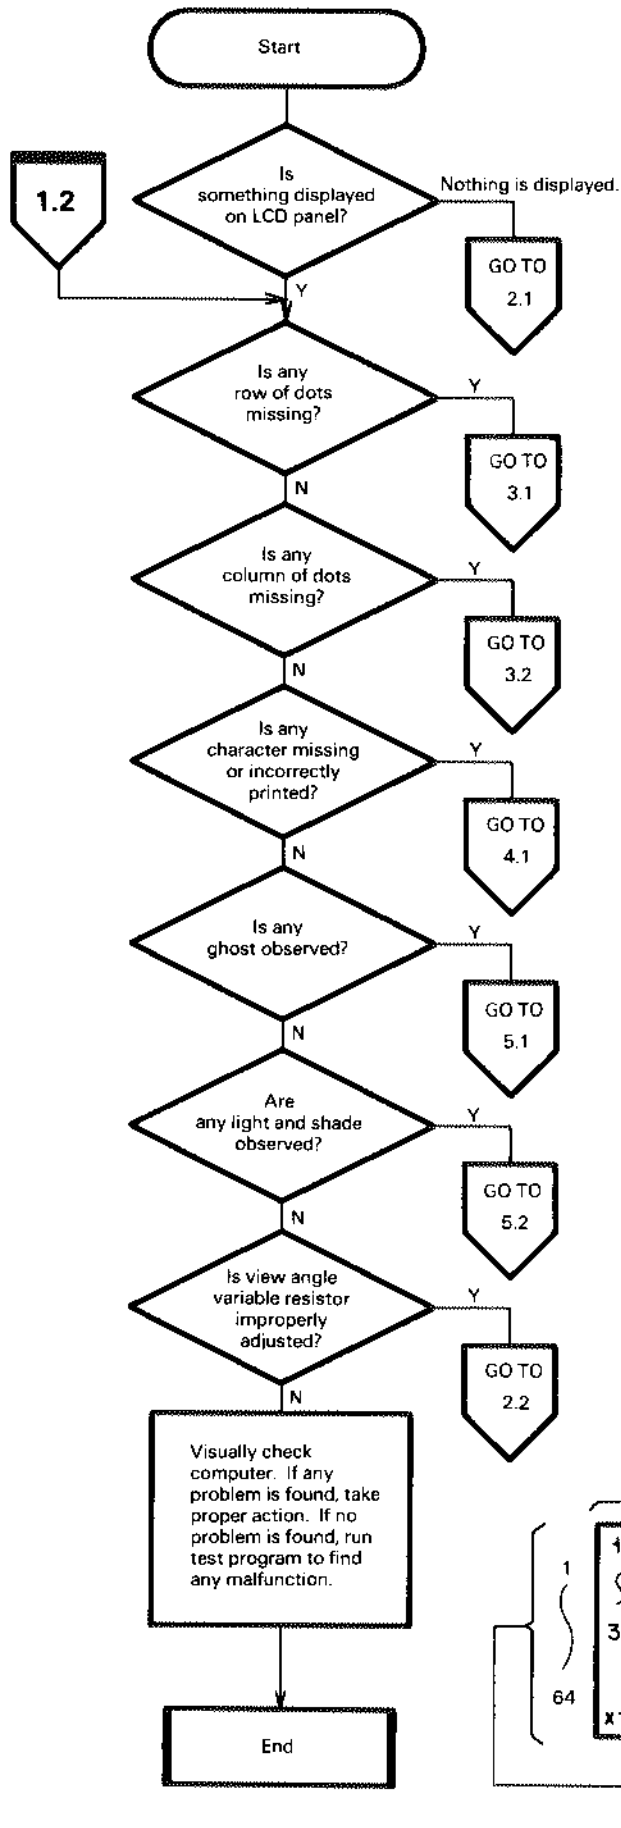 Start
Is
something displayed
on LCD panel?
Nothing is displayed.
1.2
GO TO
2.1
Y
Is any
row of dots
missing?
Y
GO TO
3.1
N
Is any
column of dots
missing?
Y
GO TO
3.2
N
Is any
character missing
or incorrectly
printed?
Y
GO TO
4.1
N
Is any
ghost observed?
Y
GO TO
5.1
N
Are
any light and shade
observed?
Y
GO TO
5.2
N
Is view angle
variable resistor
improperly
adjusted?
Y
GO TO
2.2
N
Visually check
computer. If any
problem is found, take
proper action. If no
problem is found, run
test program to find
any malfunction.
1
64
3
End